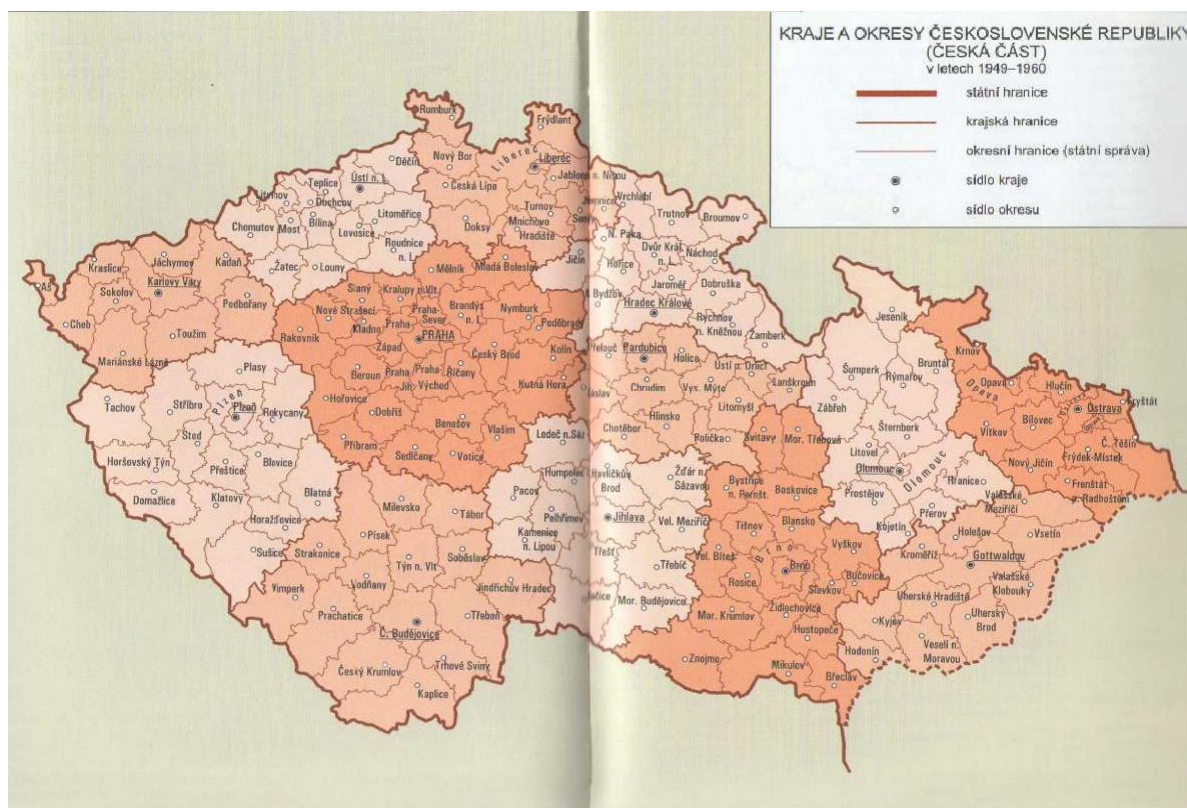 KRAJE A OKRESY ČESKOSLOVENSKÉ REPUBLIKY
(ČESKÁ ČÁST)
v letech 1949–1960
státní hranice
krajská hranice
okresní hranice (státní správa)
sídlo kraje
sídlo okresu
Rumburk
Frýdlant
Liberec
Liberec
Nový Bor
Děčín
Ústí n. L.
Teplice
Litvínov
Duchcov
Česká Lípa
Jablonec n. Nisou
Vrchlabí
Most
Bílina
Litoměřice
Lovosice
Chomutov
Turnov
Mnichovo
Hradiště
Doksy
Trutnov
Broumov
Roudnice
n. L.
Žatec
Louny
N. Paka
Dvůr Král.
n. L.
Náchod
Jičín
Hořice
Jaroměř
Kraslice
Jáchymov
Kadaň
Karlovy Vary
Sokolov
Aš
Cheb
Podbořany
Toužim
Mariánské Lázně
Mělník
Mladá Boleslav
Slaný
Kralupy n. Vlt.
Brandýs
n. L.
Nymburk
Nové Strašecí
Praha-
Sever
Kladno
Praha-
Západ
PRAHA
Poděbrady
Rakovník
Český Brod
Kolín
Beroun
Praha
Jih
Praha-
Východ
Říčany
Kutná Hora
Hořovice
Dobříš
Benešov
Vlašim
Příbram
Sedlčany
Votice
Bydžov
Hradec Králové
Dobruška
Rychnov
n. Kněžnou
Žamberk
Přelouč
Pardubice
Holice
Ústí n. Orlicí
Lanškroun
Chrudim
Vys. Mýto
Litomyšl
Hlinsko
Chotěbor
Polička
Svitavy
Mor. Třebová
Plasy
Tachov
Stříbro
Plzeň
Plzeň
Rokycany
Stod
Horšovský Týn
Přeštice
Blovice
Domažlice
Klatovy
Blatná
Horažďovice
Sušice
Strakonice
Ledeč n. Sáz.
Humpolec
Havlíčkův
Brod
Žďár n.
Sázavou
Pacov
Pelhřimov
Kamenice
n. Lipou
Jihlava
Vel. Meziříčí
Třešť
Třebíč
Mor. Budějovice
Milevsko
Tábor
Písek
Týn n. Vlt
Soběslav
Vodňany
Jindřichův Hradec
Vimperk
Prachatice
Č. Budějovice
Třeboň
Český Krumlov
Trhové Sviny
Kaplice
Bystřice
n. Pernšt.
Boskovice
Tišnov
Blansko
Vel. Bíteš
Brno
Brno
Vyškov
Rosice
Slavkov
Bučovice
Mor. Krumlov
Židlochovice
Hustopeče
Znojmo
Mikulov
Břeclav
Jeseník
Bruntál
Šumperk
Rýmařov
Zábřeh
Šternberk
Litovel
Olomouc
Olomouc
Prostějov
Hranice
Přerov
Kojetín
Krnov
Opava
Opava
Hlučín
Ostrava
Fryštát
Bílovec
Vítkov
Č. Těšín
Frýdek-Místek
Nový Jičín
Frenštát
p. Radhoštěm
Valašské
Meziříčí
Holešov
Vsetín
Kroměříž
Gottwaldov
Valašské
Klobouky
Uherské Hradiště
Uherský
Brod
Kyjov
Veselí n.
Moravou
Hodonín